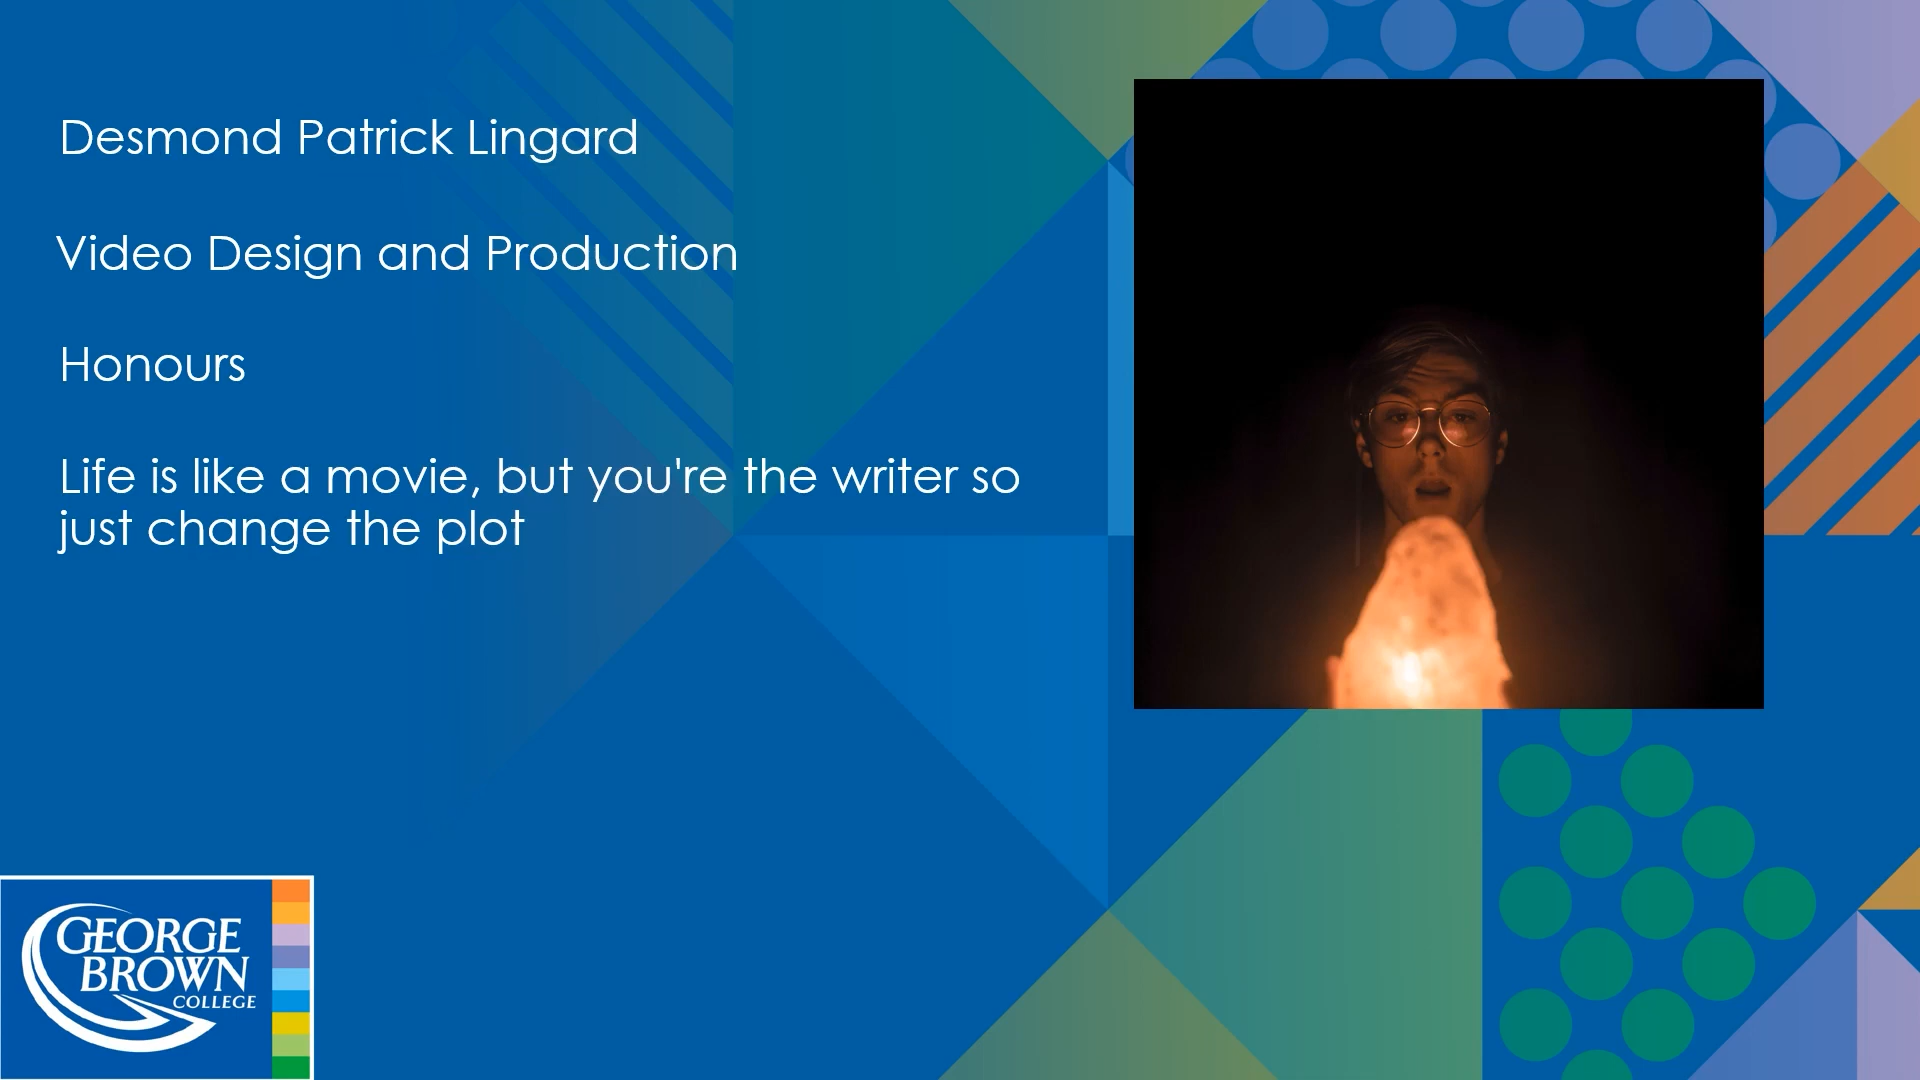 Desmond Patrick Lingard
Video Design and Production
Honours
Life is like a movie, but you're the writer so
just change the plot
GEORGE
BROWN
COLLEGE